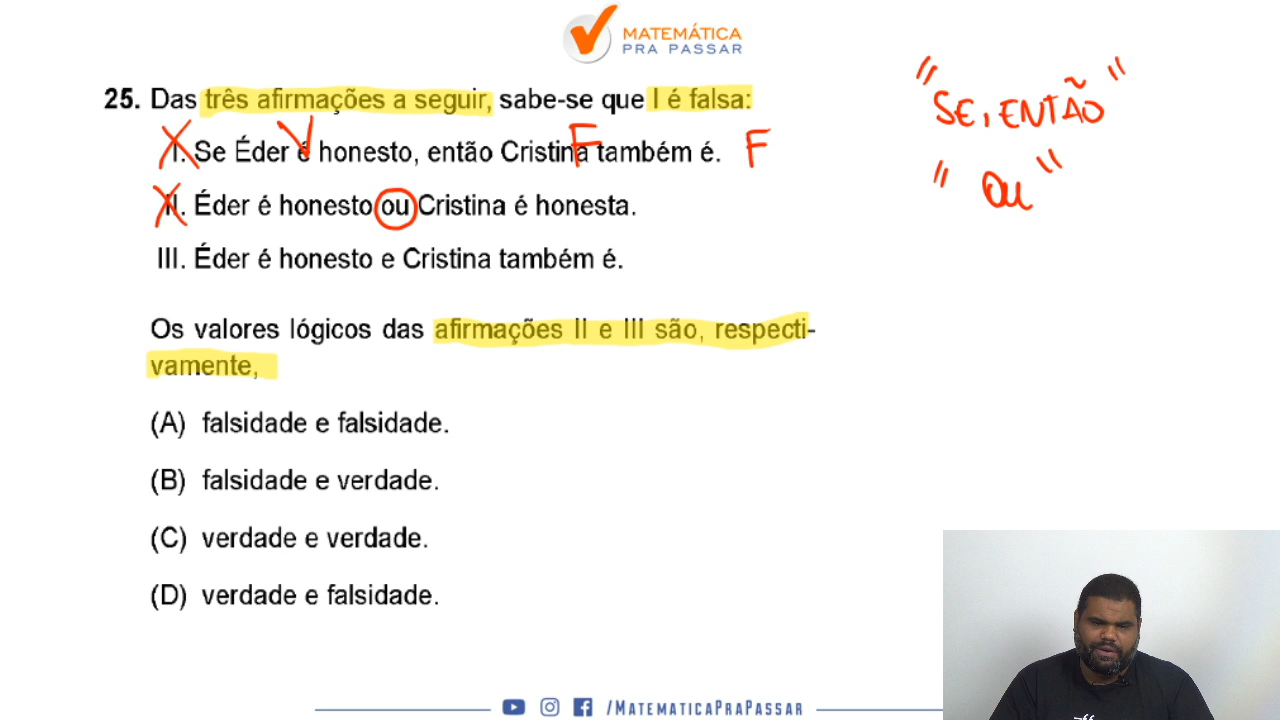 MATEMÁTICA
PRA PASSAR
25. Das três afirmações a seguir, sabe-se que I é falsa:
V F F
I. Se Éder é honesto, então Cristina também é.
II. Éder é honesto ou Cristina é honesta.
III. Éder é honesto e Cristina também é.
"SE, ENTÃO"
"OU"
Os valores lógicos das afirmações II e III são, respecti-
vamente,
(A) falsidade e falsidade.
(B) falsidade e verdade.
(C) verdade e verdade.
(D) verdade e falsidade.
/MATEMATICAPRAPASSAR